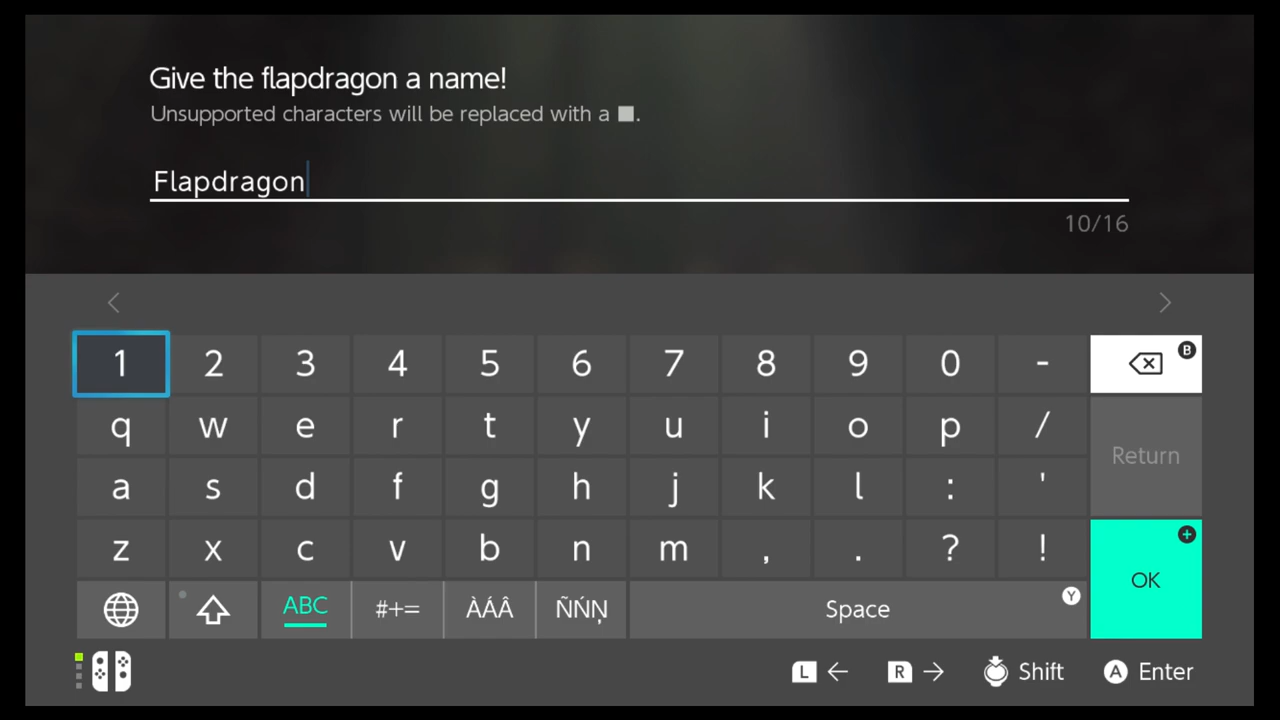 Give the flapdragon a name!
Unsupported characters will be replaced with a ■.
Flapdragon
10/16
< >
1 2 3 4 5 6 7 8 9 0 - B
q w e r t y u i o p / Return
a s d f g h j k l : '
z x c v b n m , . ? ! + OK
ABC #+= ÀÁÂ ÑŃŅ Space Y
L ← R → Shift A Enter